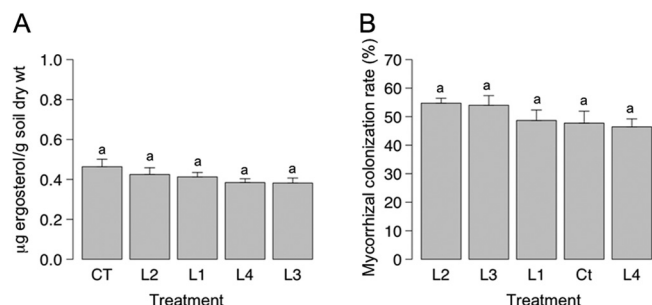 A
µg ergosterol/g soil dry wt
1.0
0.8
0.6
0.4
0.2
0.0
a
a
a
a
a
CT
L2
L1
L4
L3
Treatment
B
Mycorrhizal colonization rate (%)
70
60
50
40
30
20
10
0
a
a
a
a
a
L2
L3
L1
Ct
L4
Treatment